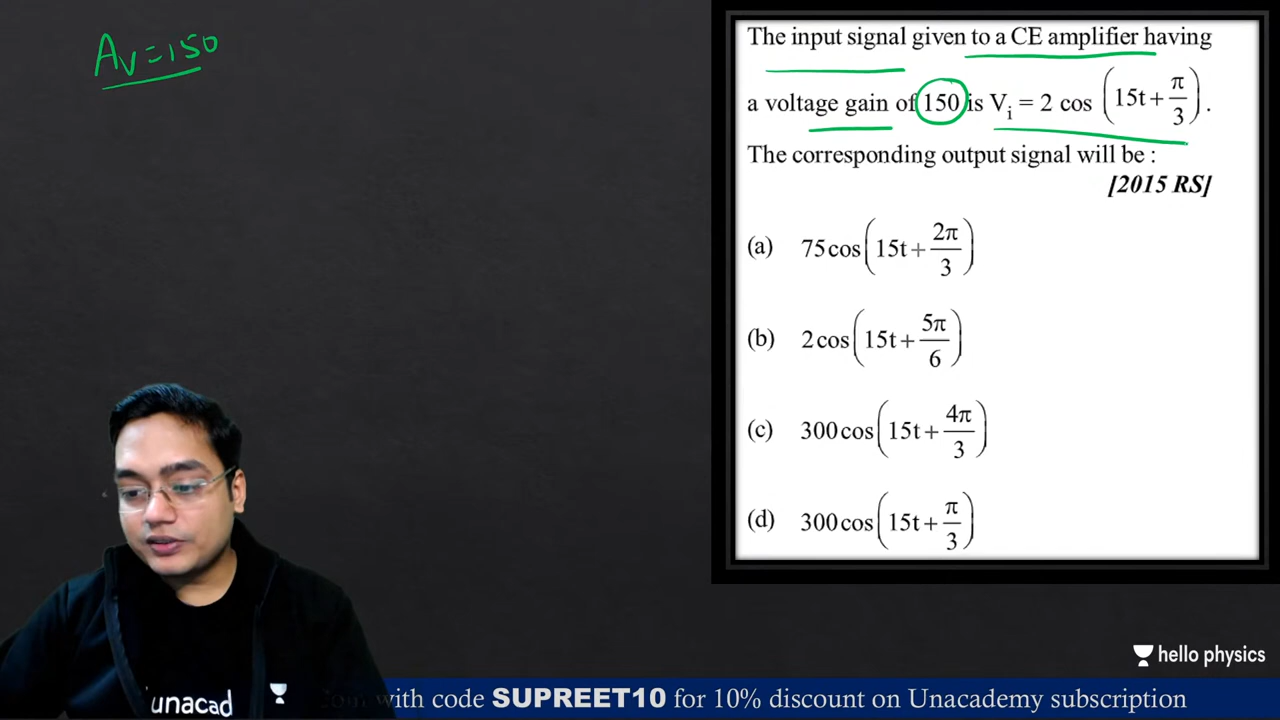 A_V = 150
The input signal given to a CE amplifier having
a voltage gain of 150 is V_i = 2 cos (15t + π/3).
The corresponding output signal will be :
[2015 RS]
(a) 75 cos (15t + 2π/3)
(b) 2 cos (15t + 5π/6)
(c) 300 cos (15t + 4π/3)
(d) 300 cos (15t + π/3)
hello physics
unacad
with code SUPREET10 for 10% discount on Unacademy subscription